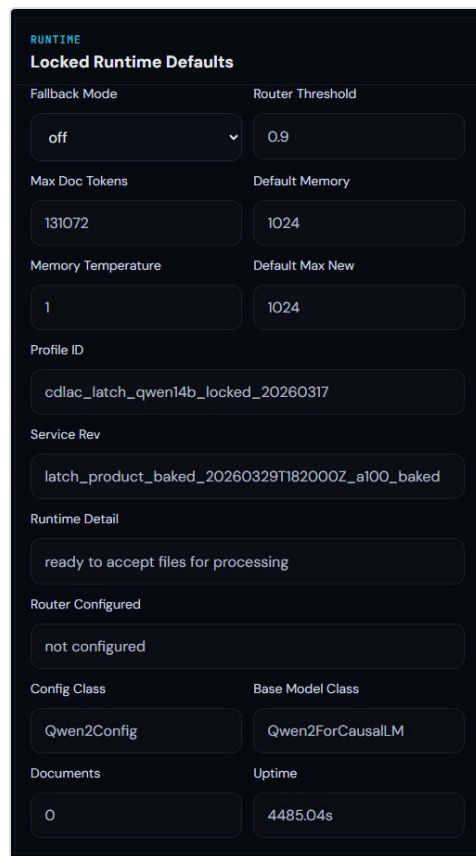 RUNTIME
Locked Runtime Defaults
Fallback Mode Router Threshold
off 0.9
Max Doc Tokens Default Memory
131072 1024
Memory Temperature Default Max New
1 1024
Profile ID
cdlac_latch_qwen14b_locked_20260317
Service Rev
latch_product_baked_20260329T182000Z_a100_baked
Runtime Detail
ready to accept files for processing
Router Configured
not configured
Config Class Base Model Class
Qwen2Config Qwen2ForCausalLM
Documents Uptime
0 4485.04s